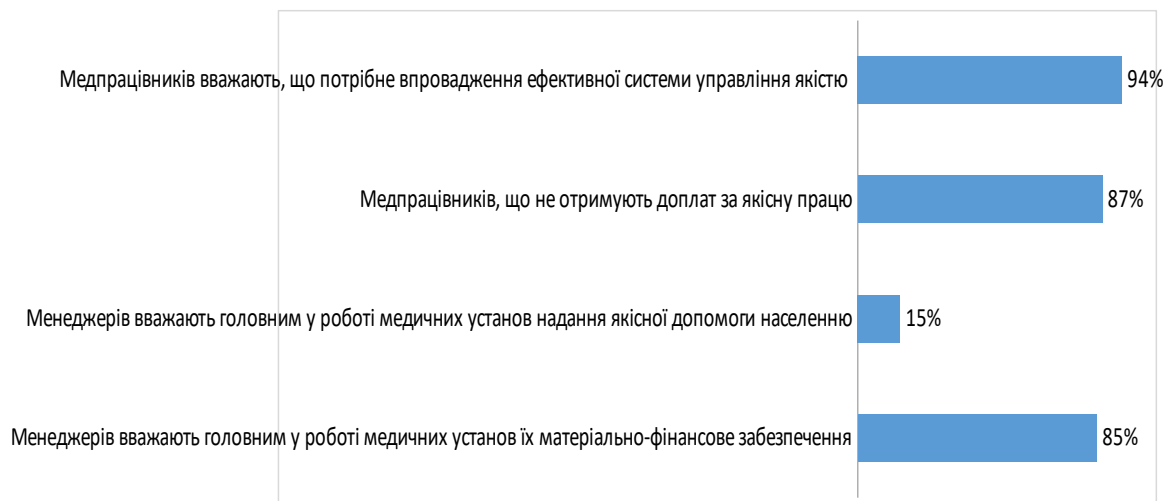 Медпрацівників вважають, що потрібне впровадження ефективної системи управління якістю 94%
Медпрацівників, що не отримують доплат за якісну працю 87%
Менеджерів вважають головним у роботі медичних установ надання якісної допомоги населенню 15%
Менеджерів вважають головним у роботі медичних установ їх матеріально-фінансове забезпечення 85%